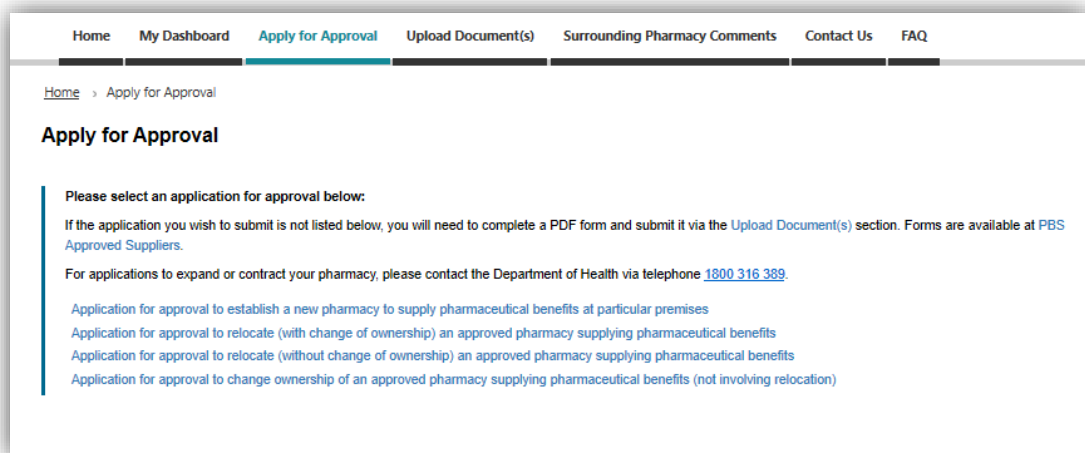 Home My Dashboard Apply for Approval Upload Document(s) Surrounding Pharmacy Comments Contact Us FAQ
Home › Apply for Approval
Apply for Approval
Please select an application for approval below:
If the application you wish to submit is not listed below, you will need to complete a PDF form and submit it via the Upload Document(s) section. Forms are available at PBS
Approved Suppliers.
For applications to expand or contract your pharmacy, please contact the Department of Health via telephone 1800 316 389.
Application for approval to establish a new pharmacy to supply pharmaceutical benefits at particular premises
Application for approval to relocate (with change of ownership) an approved pharmacy supplying pharmaceutical benefits
Application for approval to relocate (without change of ownership) an approved pharmacy supplying pharmaceutical benefits
Application for approval to change ownership of an approved pharmacy supplying pharmaceutical benefits (not involving relocation)